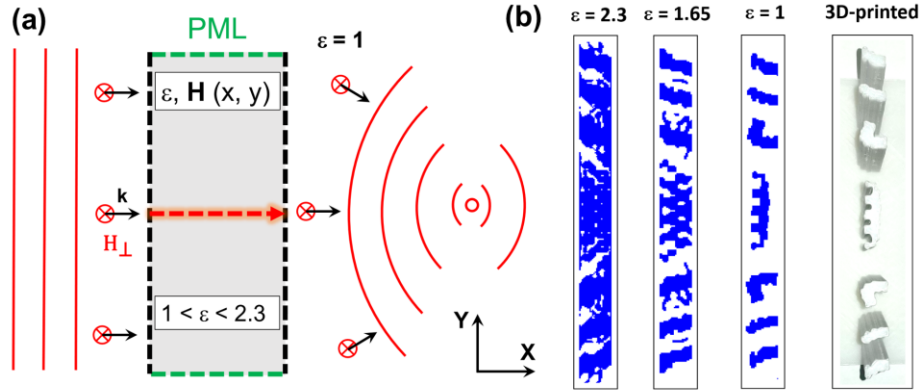 (a)
PML
ε = 1
ε, H (x, y)
k
H⊥
1 < ε < 2.3
Y
X
(b)
ε = 2.3
ε = 1.65
ε = 1
3D-printed